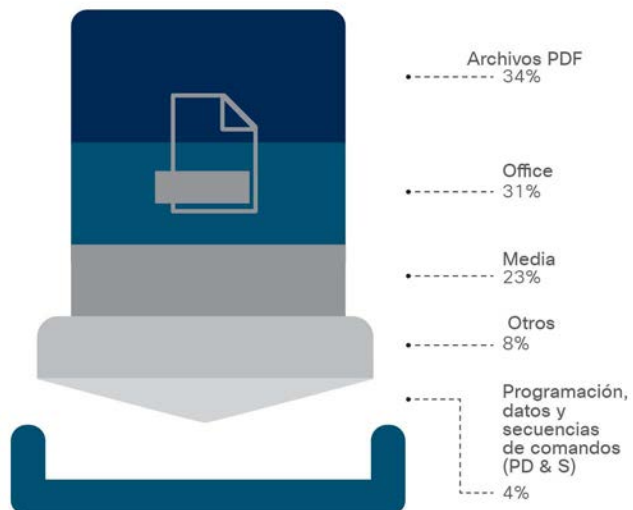 Archivos PDF
34%
Office
31%
Media
23%
Otros
8%
Programación,
datos y
secuencias
de comandos
(PD & S)
4%